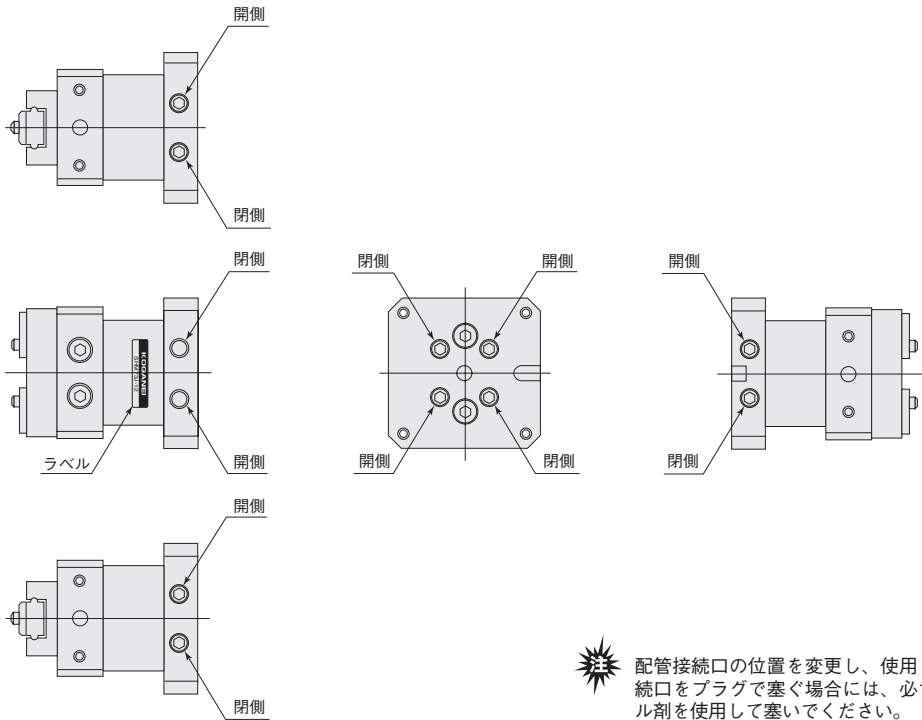 開側
閉側
閉側
KOGANEI
開側
ラベル
閉側
開側
開側
閉側
開側
閉側
開側
閉側
注
配管接続口の位置を変更し、使用
続口をプラグで塞ぐ場合には、必
ル剤を使用して塞いでください。